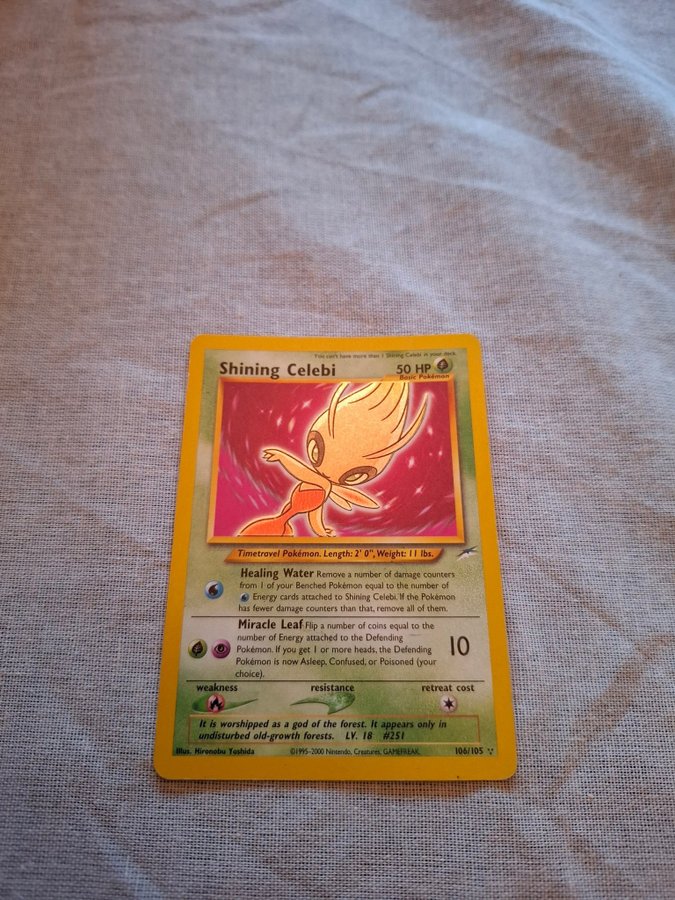 You can't have more than 1 Shining Celebi in your deck.
Shining Celebi 50 HP
Basic Pokémon
Timetravel Pokémon. Length: 2' 0", Weight: 11 lbs.
Healing Water Remove a number of damage counters
from 1 of your Benched Pokémon equal to the number of
Energy cards attached to Shining Celebi. If the Pokémon
has fewer damage counters than that, remove all of them.
Miracle Leaf Flip a number of coins equal to the
number of Energy attached to the Defending
Pokémon. If you get 1 or more heads, the Defending
Pokémon is now Asleep, Confused, or Poisoned (your
choice).
10
weakness resistance retreat cost
It is worshipped as a god of the forest. It appears only in
undisturbed old-growth forests. LV. 18 #251
Illus. Hironobu Yoshida ©1995-2000 Nintendo, Creatures, GAMEFREAK. 106/105